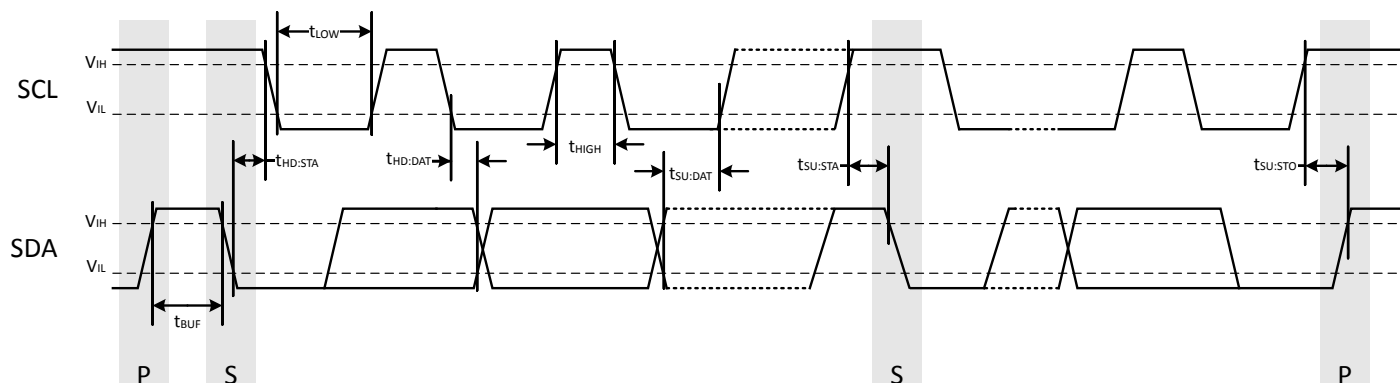 tLOW
VIH
SCL
VIL
tHD:STA
tHD:DAT
tHIGH
tSU:DAT
tSU:STA
tSU:STO
VIH
SDA
VIL
tBUF
P
S
S
P